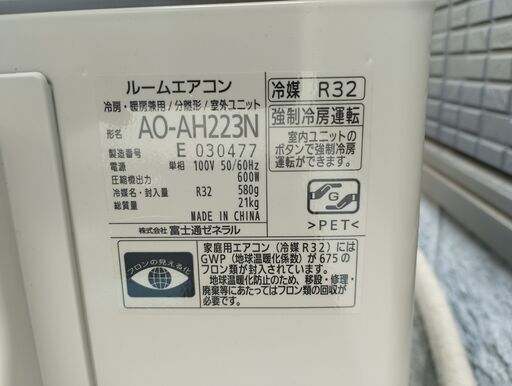 ルームエアコン
冷房・暖房兼用/分離形/室外ユニット
形名 AO-AH223N
製造番号 E 030477
電源 単相 100V 50/60Hz
圧縮機出力 600W
冷媒名・封入量 R32 580g
総質量 21kg
MADE IN CHINA
株式会社 富士通ゼネラル
冷媒 R32
強制冷房運転
室内ユニットの
ボタンで強制冷房
運転ができます。
G
>PET<
フロンの見える化
家庭用エアコン(冷媒R32)には
GWP(地球温暖化係数)が675の
フロン類が封入されています。
地球温暖化防止のため、移設・修理・
廃棄等にあたってはフロン類の回収が
必要です。